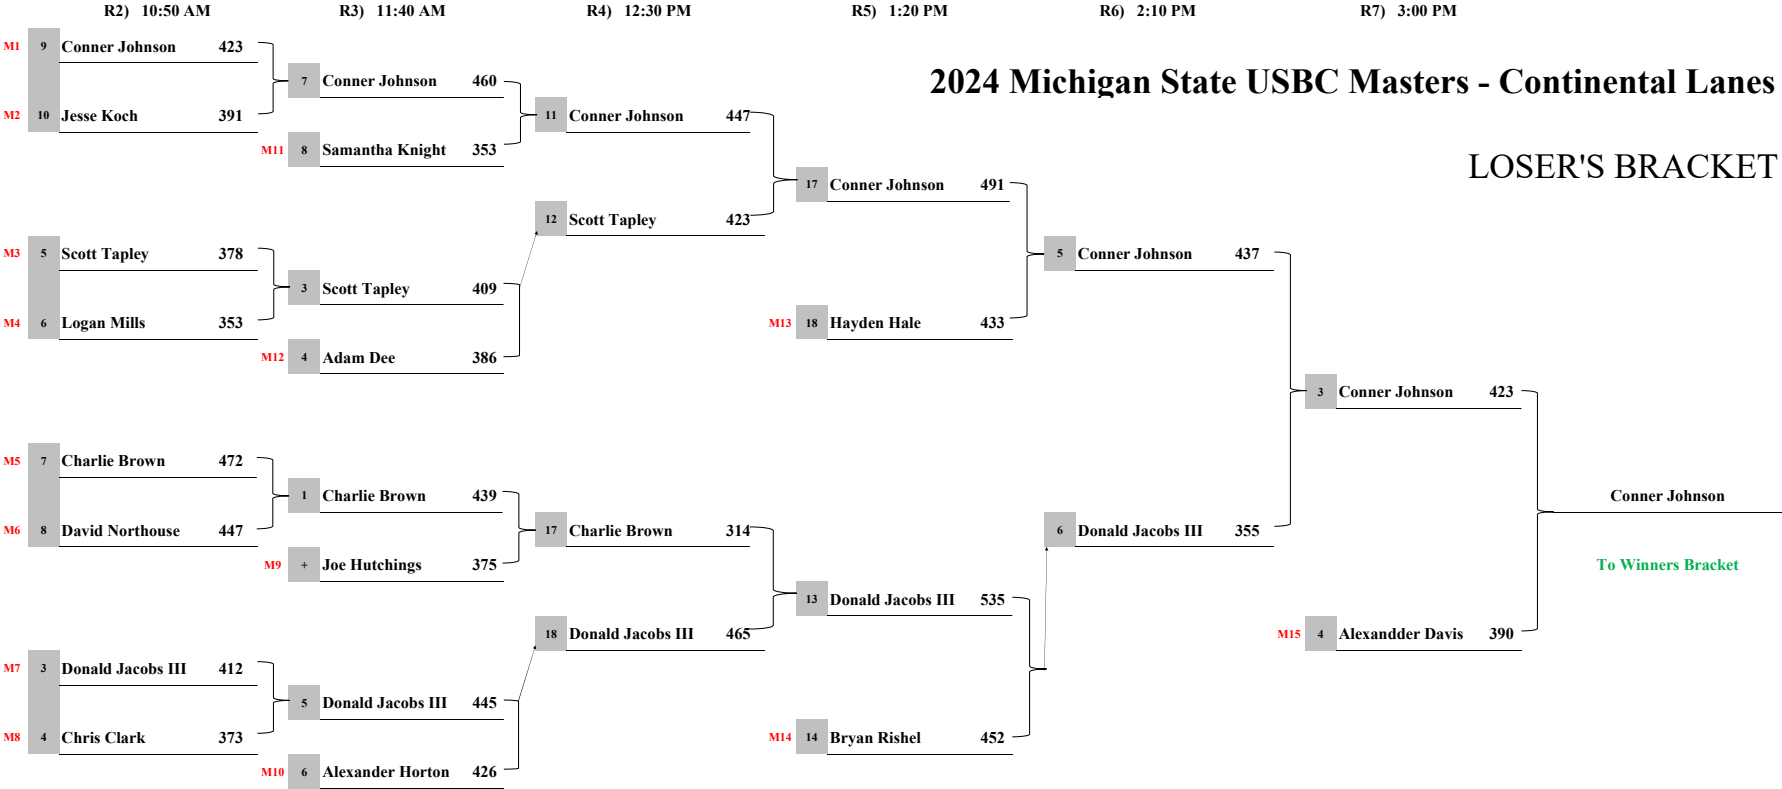 R2) 10:50 AM
R3) 11:40 AM
R4) 12:30 PM
R5) 1:20 PM
R6) 2:10 PM
R7) 3:00 PM
2024 Michigan State USBC Masters - Continental Lanes
LOSER'S BRACKET
M1 9 Conner Johnson 423
M2 10 Jesse Koch 391
M3 5 Scott Tapley 378
M4 6 Logan Mills 353
M5 7 Charlie Brown 472
M6 8 David Northouse 447
M7 3 Donald Jacobs III 412
M8 4 Chris Clark 373
7 Conner Johnson 460
M11 8 Samantha Knight 353
3 Scott Tapley 409
M12 4 Adam Dee 386
1 Charlie Brown 439
M9 + Joe Hutchings 375
5 Donald Jacobs III 445
M10 6 Alexander Horton 426
11 Conner Johnson 447
12 Scott Tapley 423
17 Charlie Brown 314
18 Donald Jacobs III 465
17 Conner Johnson 491
M13 18 Hayden Hale 433
13 Donald Jacobs III 535
M14 14 Bryan Rishel 452
5 Conner Johnson 437
6 Donald Jacobs III 355
3 Conner Johnson 423
M15 4 Alexandder Davis 390
Conner Johnson
To Winners Bracket